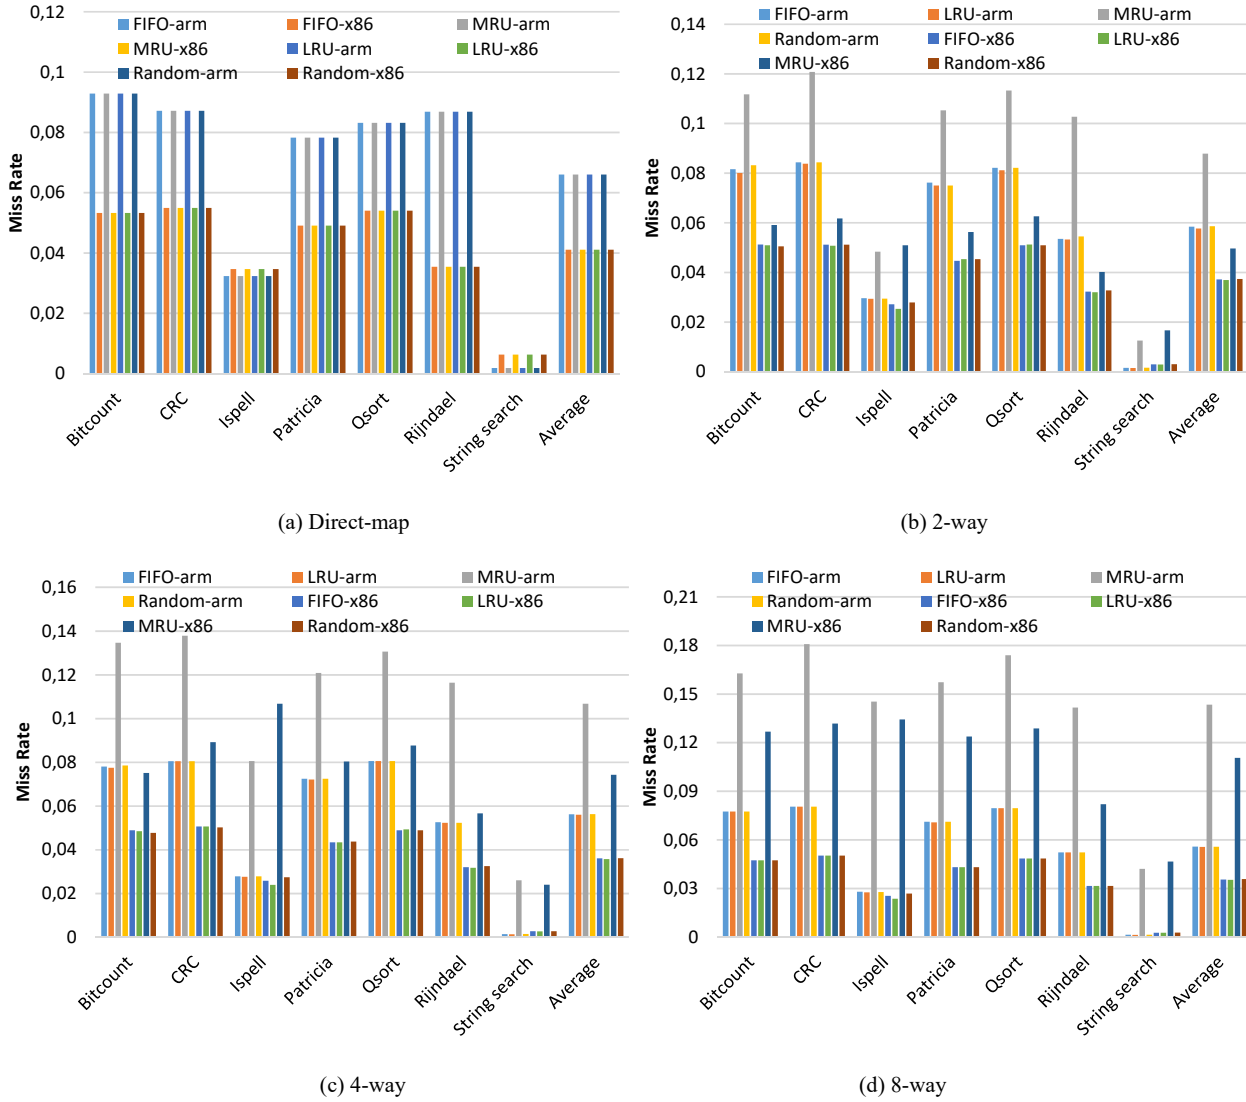 0,12
FIFO-arm FIFO-x86 MRU-arm
MRU-x86 LRU-arm LRU-x86
Random-arm Random-x86
0,1
0,08
0,06
0,04
0,02
0
Miss Rate
Bitcount CRC Ispell Patricia Qsort Rijndael String search Average
(a) Direct-map
0,14
FIFO-arm LRU-arm MRU-arm
Random-arm FIFO-x86 LRU-x86
MRU-x86 Random-x86
0,12
0,1
0,08
0,06
0,04
0,02
0
Miss Rate
Bitcount CRC Ispell Patricia Qsort Rijndael String search Average
(b) 2-way
0,16
FIFO-arm LRU-arm MRU-arm
Random-arm FIFO-x86 LRU-x86
MRU-x86 Random-x86
0,14
0,12
0,1
0,08
0,06
0,04
0,02
0
Miss Rate
Bitcount CRC Ispell Patricia Qsort Rijndael String search Average
(c) 4-way
0,21
FIFO-arm LRU-arm MRU-arm
Random-arm FIFO-x86 LRU-x86
MRU-x86 Random-x86
0,18
0,15
0,12
0,09
0,06
0,03
0
Miss Rate
Bitcount CRC Ispell Patricia Qsort Rijndael String search Average
(d) 8-way